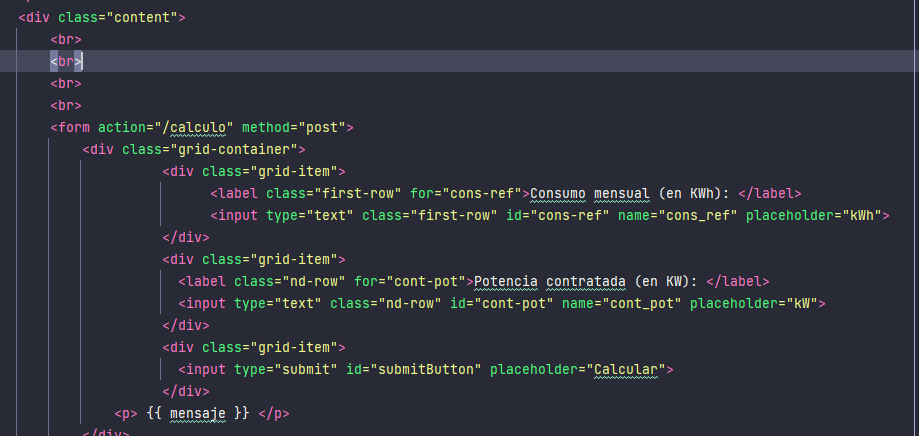 <div class="content">
<br>
<br>
<br>
<br>
<form action="/calculo" method="post">
<div class="grid-container">
<div class="grid-item">
<label class="first-row" for="cons-ref">Consumo mensual (en KWh): </label>
<input type="text" class="first-row" id="cons-ref" name="cons_ref" placeholder="kWh">
</div>
<div class="grid-item">
<label class="nd-row" for="cont-pot">Potencia contratada (en KW): </label>
<input type="text" class="nd-row" id="cont-pot" name="cont_pot" placeholder="kW">
</div>
<div class="grid-item">
<input type="submit" id="submitButton" placeholder="Calcular">
</div>
<p> {{ mensaje }} </p>
</div>